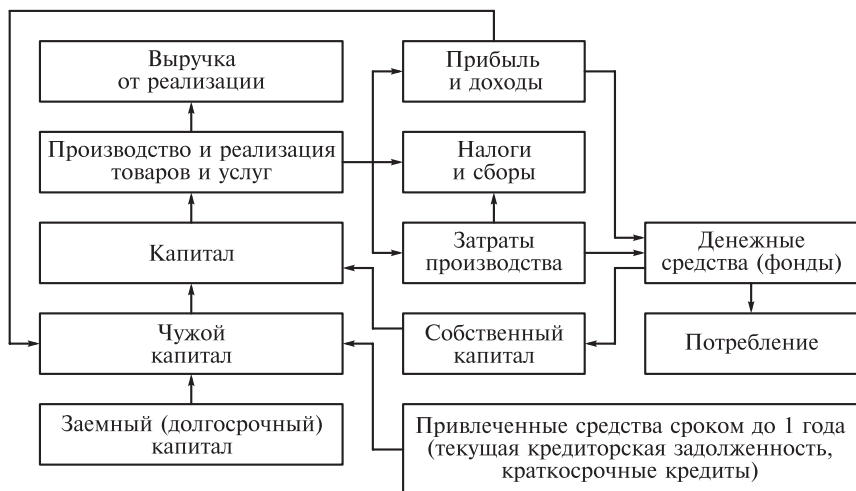 Выручка
от реализации
Прибыль
и доходы
Производство и реализация
товаров и услуг
Налоги
и сборы
Капитал
Затраты
производства
Денежные
средства (фонды)
Чужой
капитал
Собственный
капитал
Потребление
Заемный (долгосрочный)
капитал
Привлеченные средства сроком до 1 года
(текущая кредиторская задолженность,
краткосрочные кредиты)